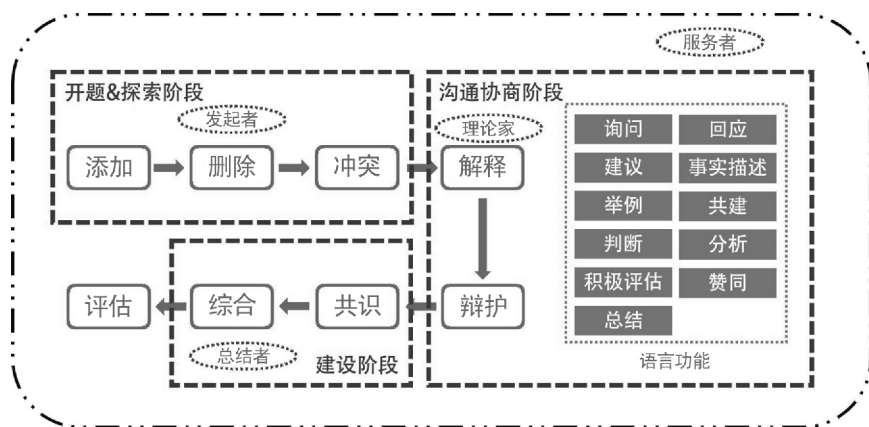 服务者
开题&探索阶段
发起者
添加
删除
冲突
沟通协商阶段
理论家
解释
辩护
询问
回应
建议
事实描述
举例
共建
判断
分析
积极评估
赞同
总结
语言功能
共识
综合
总结者
建设阶段
评估